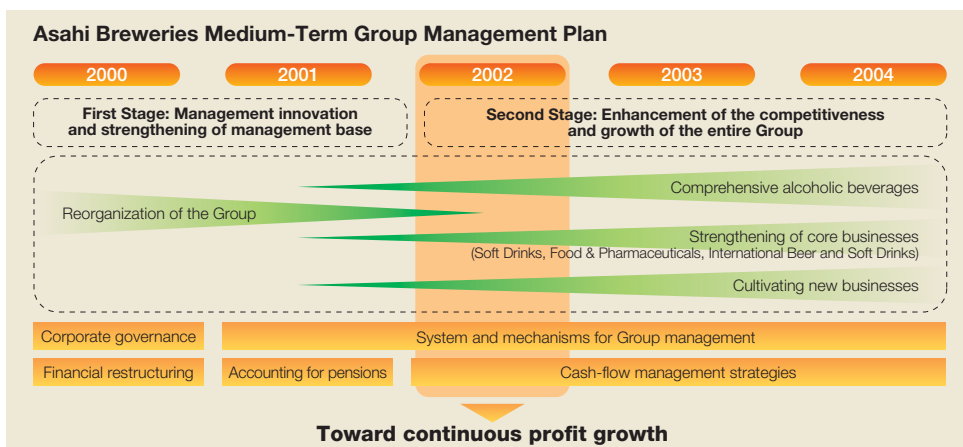 Asahi Breweries Medium-Term Group Management Plan
2000
2001
2002
2003
2004
First Stage: Management innovation
and strengthening of management base
Second Stage: Enhancement of the competitiveness
and growth of the entire Group
Comprehensive alcoholic beverages
Reorganization of the Group
Strengthening of core businesses
(Soft Drinks, Food & Pharmaceuticals, International Beer and Soft Drinks)
Cultivating new businesses
Corporate governance
System and mechanisms for Group management
Financial restructuring
Accounting for pensions
Cash-flow management strategies
Toward continuous profit growth